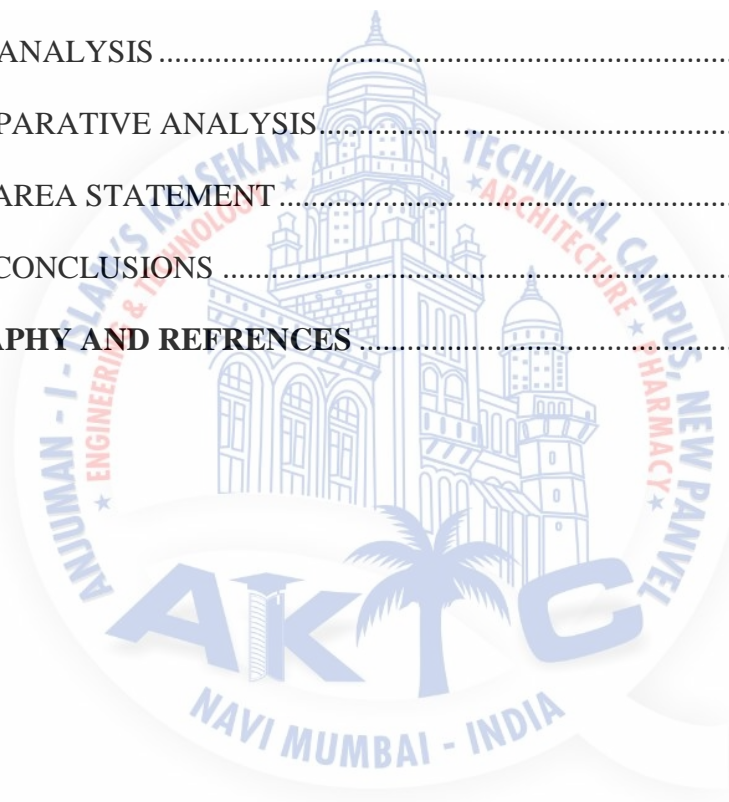 ANALYSIS ................................................................................
PARATIVE ANALYSIS................................................................................
AREA STATEMENT ................................................................................
CONCLUSIONS ................................................................................
APHY AND REFRENCES ................................................................................
ANJUMAN - I - ISLAM'S KALSEKAR TECHNICAL CAMPUS, NEW PANVEL
★ ENGINEERING & TECHNOLOGY ★
★ARCHITECTURE ★ PHARMACY ★
AKTC
NAVI MUMBAI - INDIA